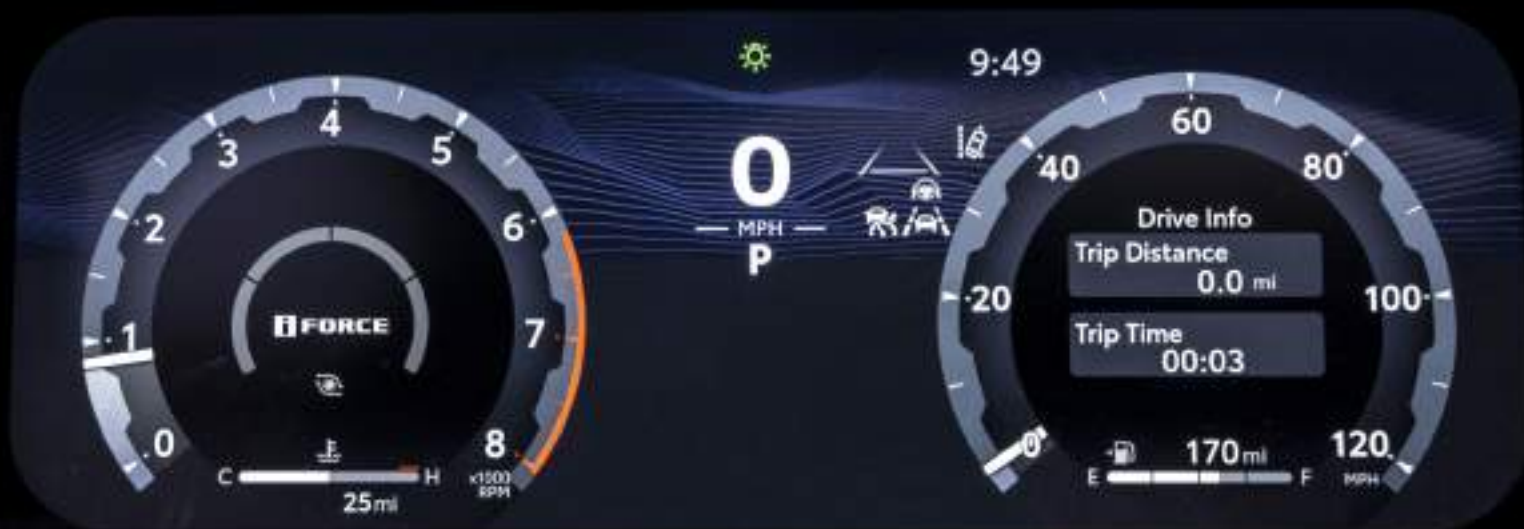 9:49
0
MPH
P
0
1
2
3
4
5
6
7
8
x1000
RPM
i FORCE
C
H
25mi
0
20
40
60
80
100
120
MPH
Drive Info
Trip Distance
0.0 mi
Trip Time
00:03
170mi
E
F